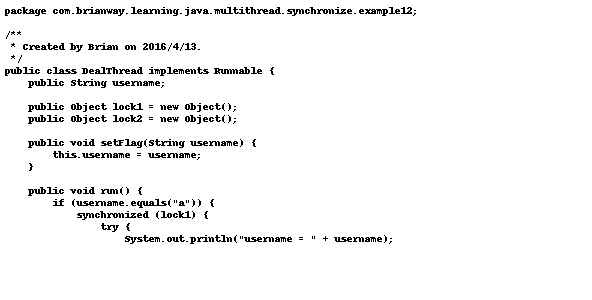 package com.brianway.learning.java.multithread.synchronize.example12;

/**
 * Created by Brian on 2016/4/13.
 */
public class DealThread implements Runnable {
    public String username;

    public Object lock1 = new Object();
    public Object lock2 = new Object();

    public void setFlag(String username) {
        this.username = username;
    }

    public void run() {
        if (username.equals("a")) {
            synchronized (lock1) {
                try {
                    System.out.println("username = " + username);